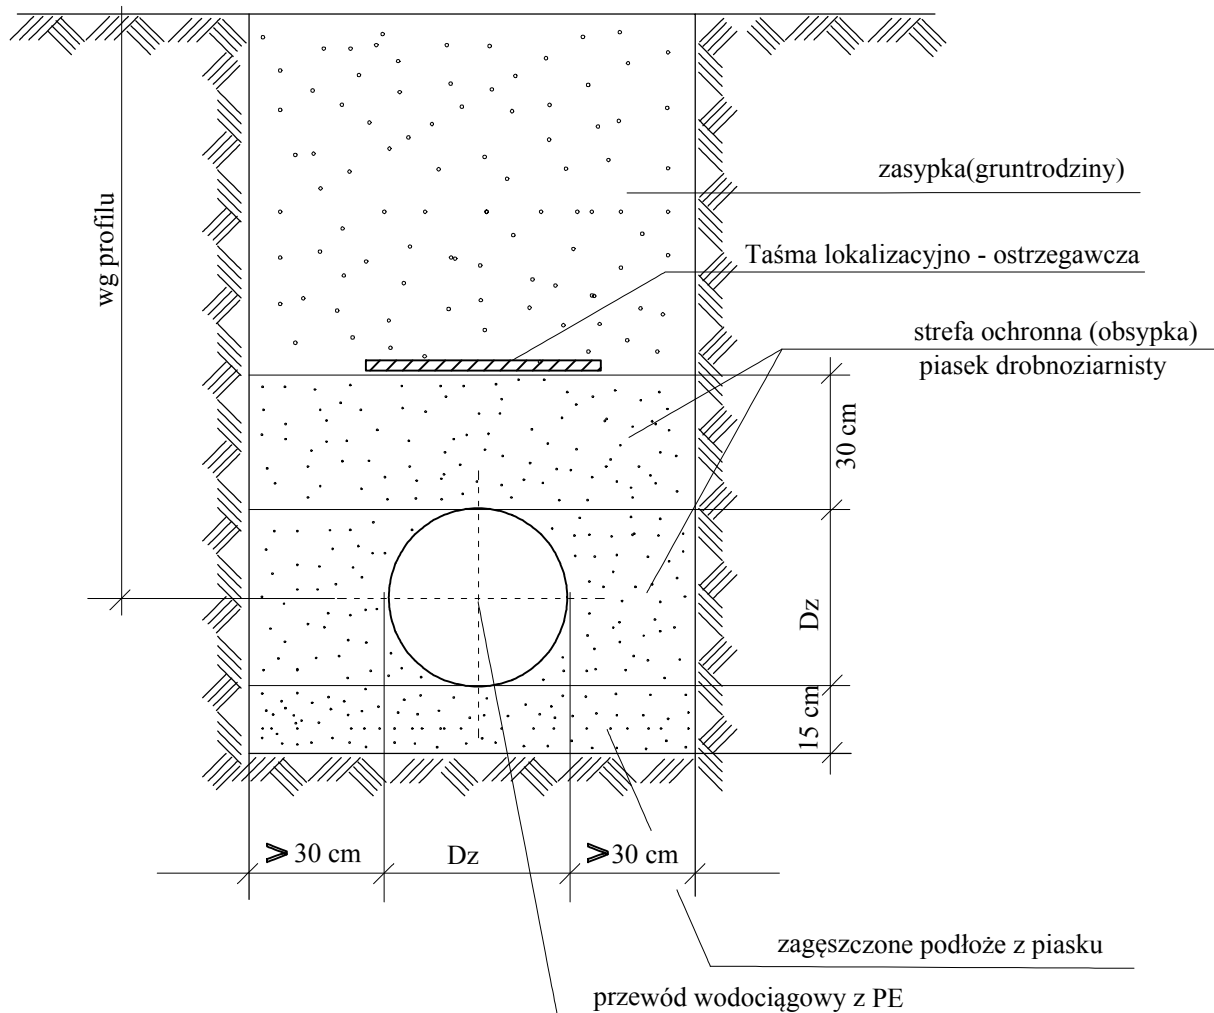 zasypka(gruntrodziny)
wg profilu
Taśma lokalizacyjno - ostrzegawcza
strefa ochronna (obsypka)
piasek drobnoziarnisty
30 cm
Dz
15 cm
> 30 cm
Dz
>30 cm
zagęszczone podłoże z piasku
przewód wodociągowy z PE